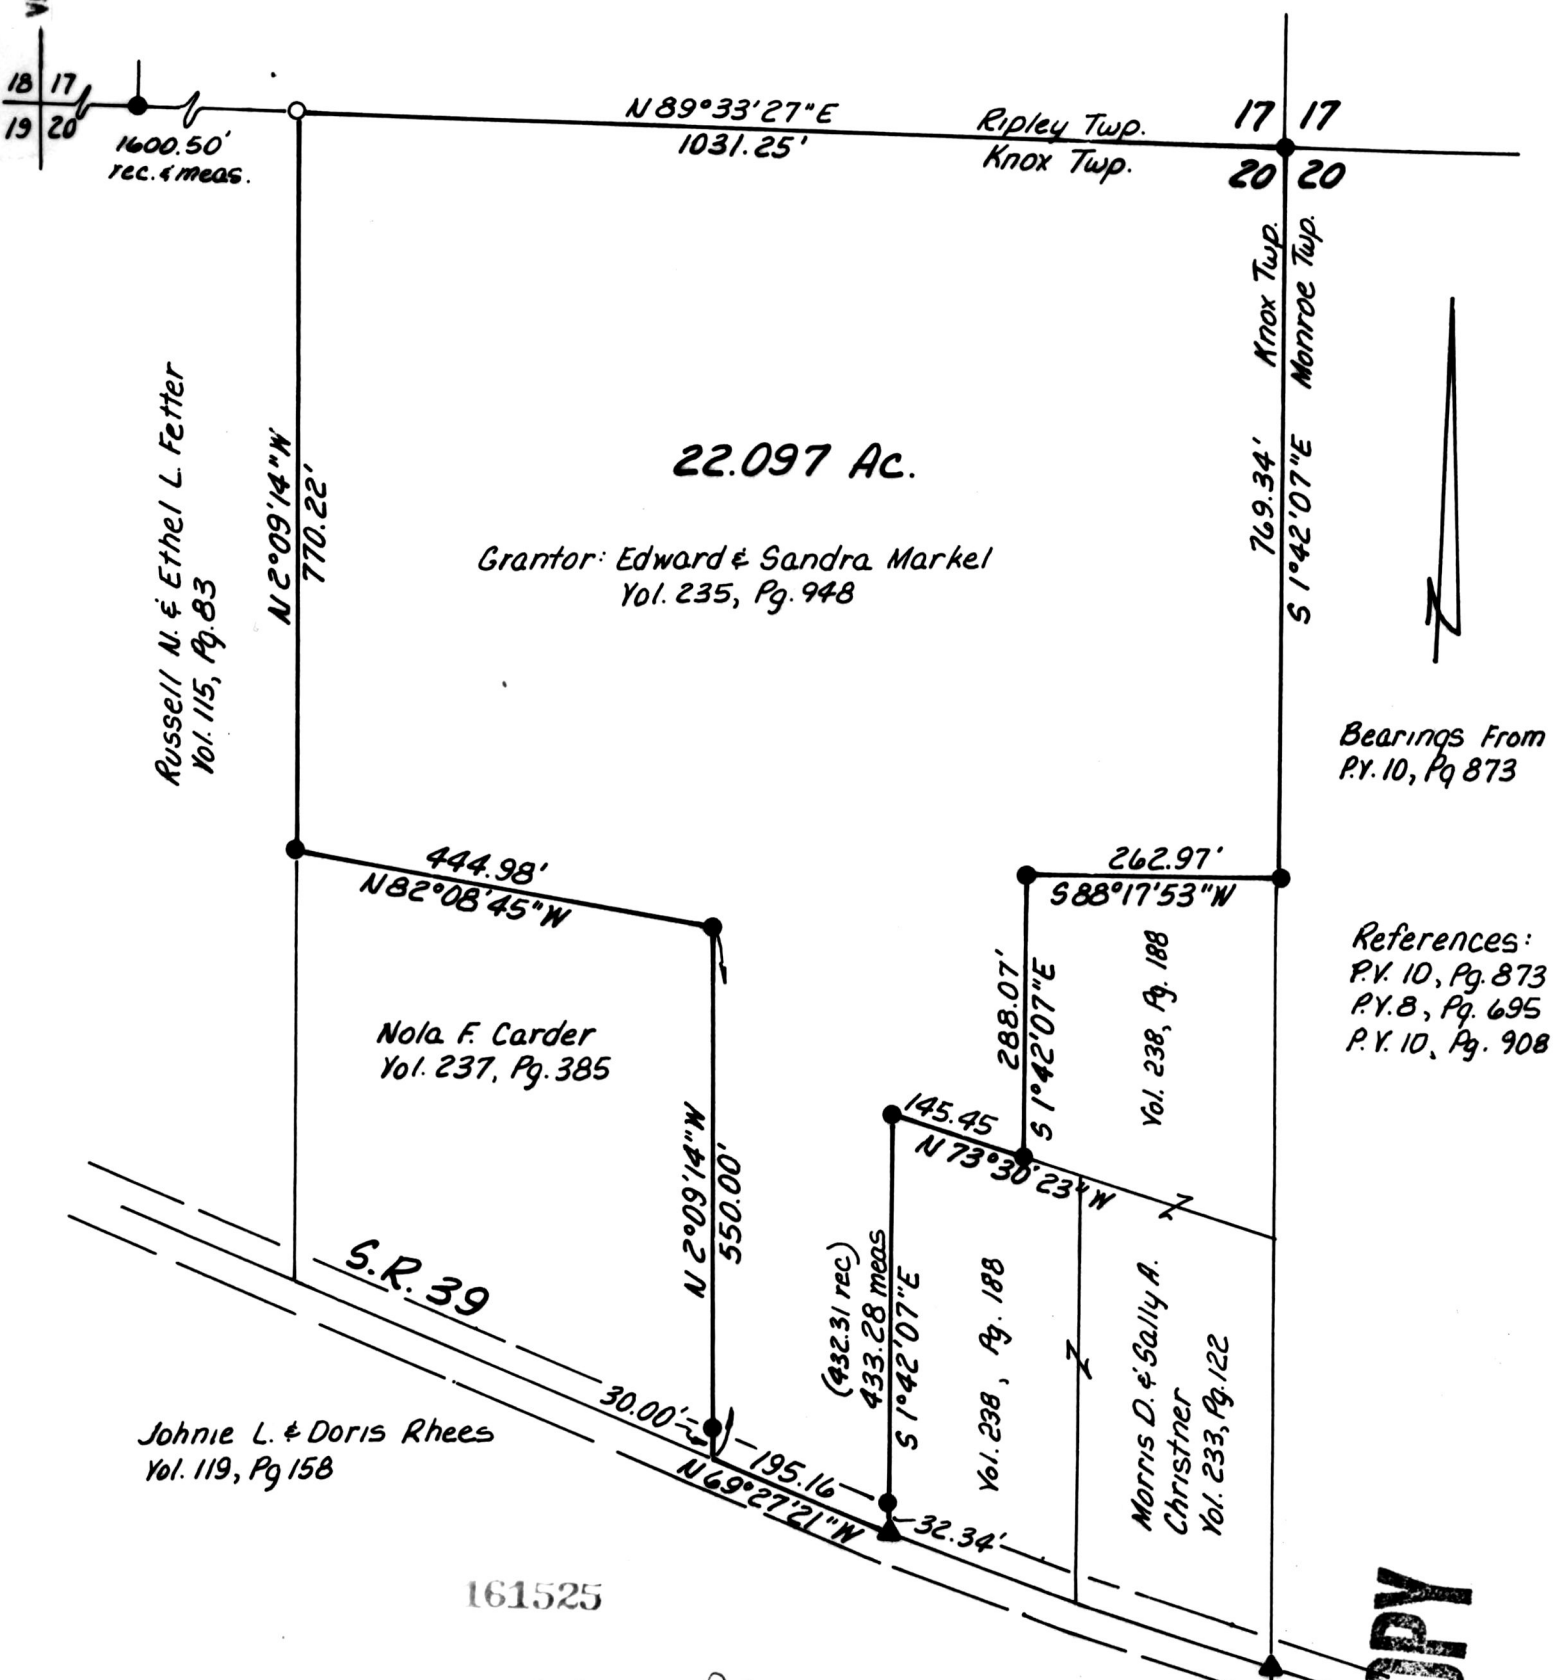 18 17
19 20
1600.50'
rec. & meas.
N 89°33'27"E
1031.25'
Ripley Twp.
Knox Twp.
17 17
20 20
Knox Twp.
Monroe Twp.
769.34'
S 1°42'07"E
Russell N. & Ethel L. Fetter
Vol. 115, Pg. 83
N 2°09'14"W
770.22'
22.097 Ac.
Grantor: Edward & Sandra Markel
Vol. 235, Pg. 948
N
Bearings From
P.V. 10, Pg 873
444.98'
N 82°08'45"W
262.97'
S 88°17'53"W
References:
P.V. 10, Pg. 873
P.V. 8, Pg. 695
P.V. 10, Pg. 908
288.07'
S 1°42'07"E
Vol. 238, Pg. 188
Nola F. Carder
Vol. 237, Pg. 385
145.45
N 73°30'23"W
N 2°09'14"W
550.00'
(432.31 rec)
433.28 meas
S 1°42'07"E
Vol. 238, Pg. 188
Morris D. & Sally A.
Christner
Vol. 233, Pg. 122
S.R. 39
30.00'
195.16
N 69°27'21"W
32.34'
Johnie L. & Doris Rhees
Vol. 119, Pg 158
161525